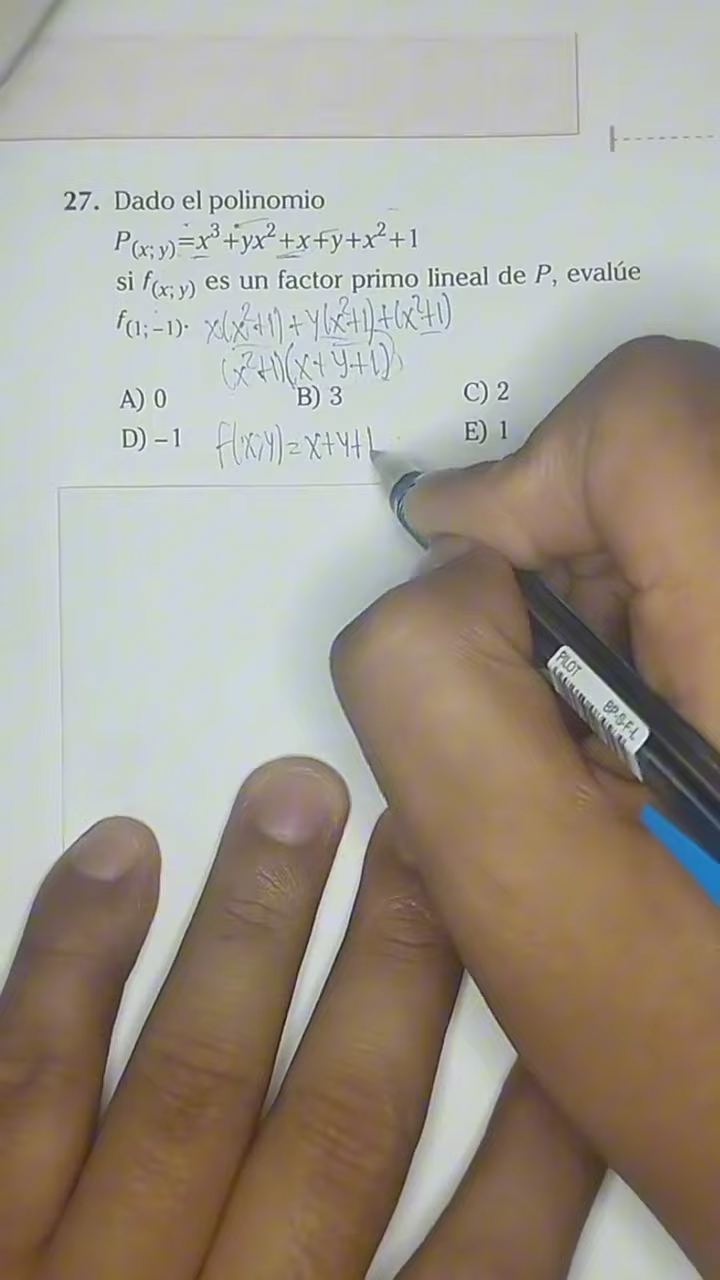 27. Dado el polinomio
P(x; y)=x³+yx²+x+y+x²+1
si f(x; y) es un factor primo lineal de P, evalúe
f(1; −1). x(x²+1)+y(x²+1)+(x²+1)
(x²+1)(x+y+1)
A) 0 B) 3 C) 2
D) −1 f(x;y)=x+y+1 E) 1
PILOT
BP-S-F-L